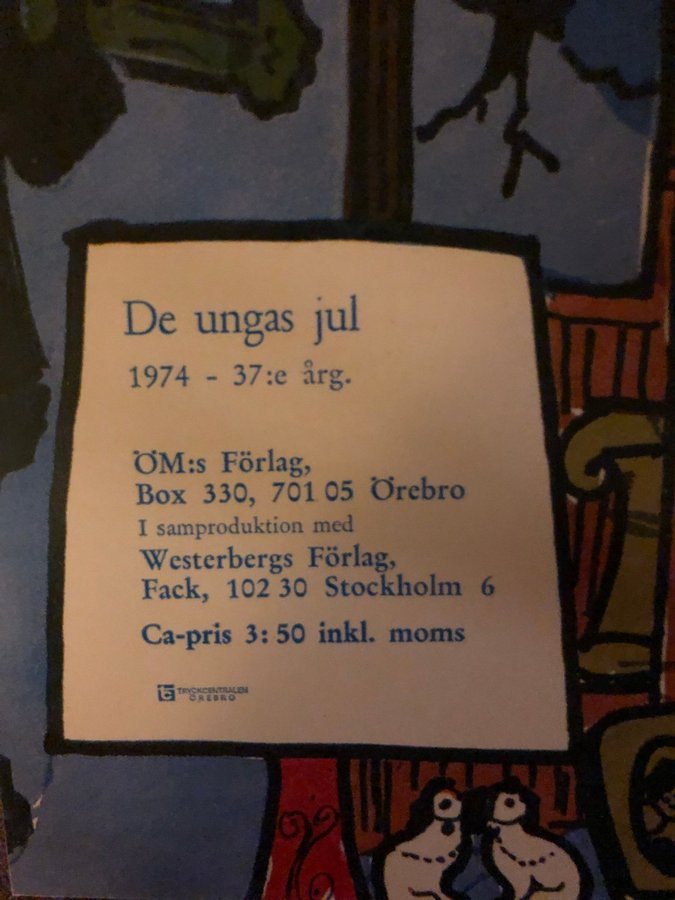 De ungas jul
1974 - 37:e årg.
ÖM:s Förlag,
Box 330, 701 05 Örebro
I samproduktion med
Westerbergs Förlag,
Fack, 102 30 Stockholm 6
Ca-pris 3:50 inkl. moms
tc TRYCKCENTRALEN
ÖREBRO